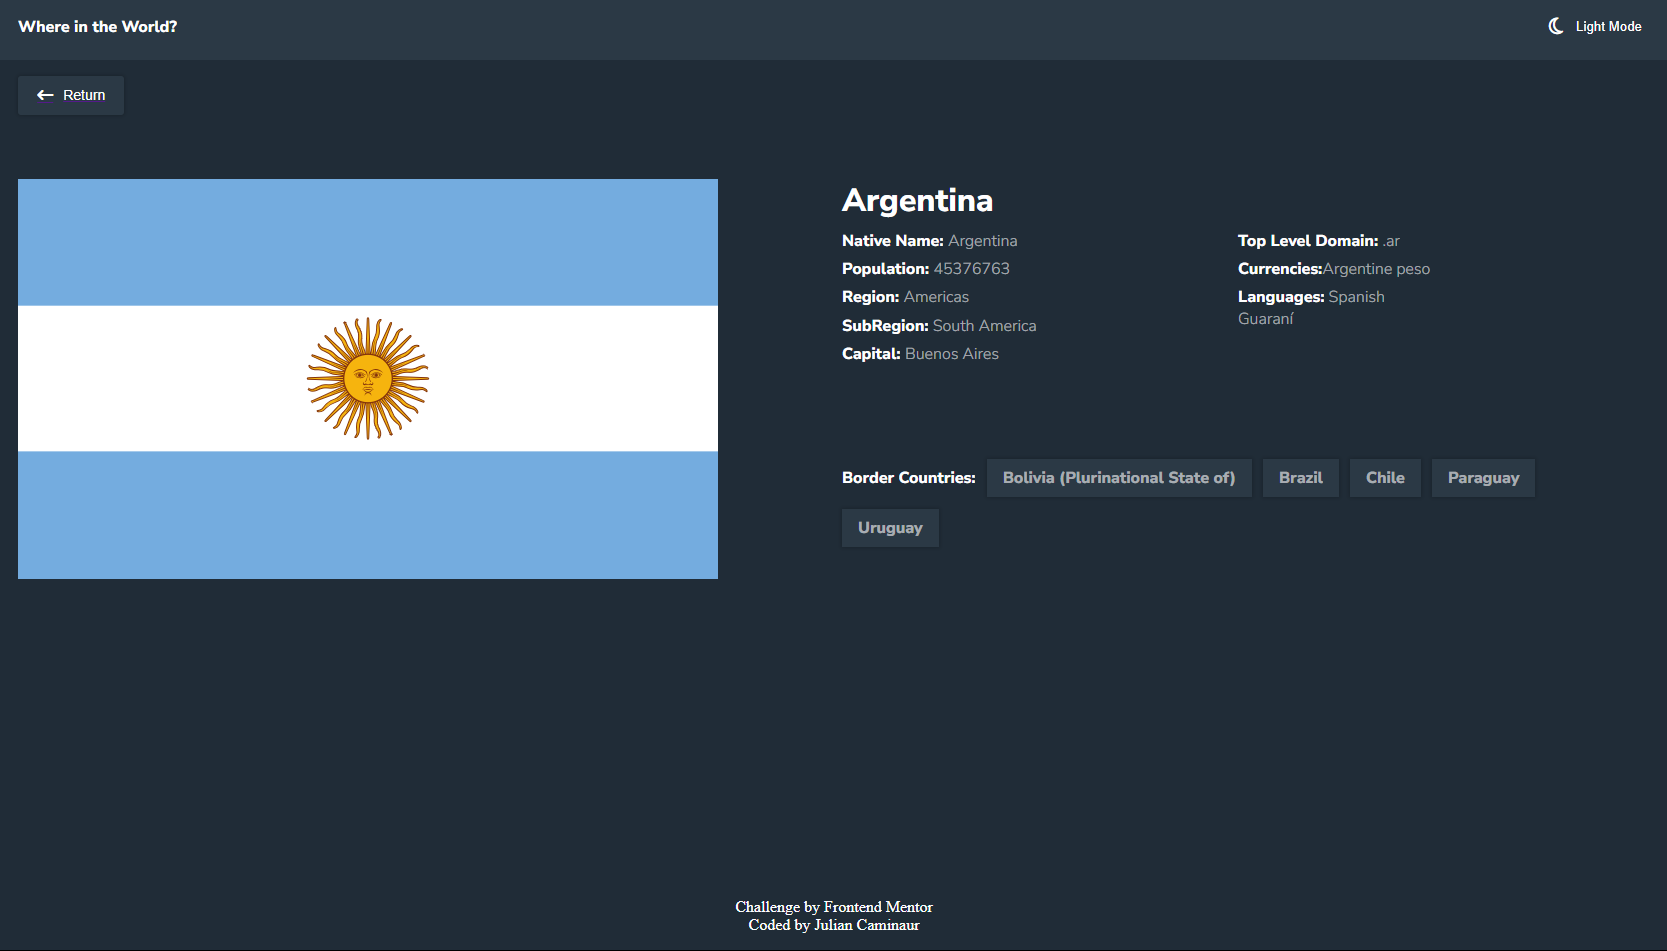 Where in the World?
Light Mode
Return
Argentina
Native Name: Argentina
Population: 45376763
Region: Americas
SubRegion: South America
Capital: Buenos Aires
Top Level Domain: .ar
Currencies:Argentine peso
Languages: Spanish
Guaraní
Border Countries: Bolivia (Plurinational State of) Brazil Chile Paraguay
Uruguay
Challenge by Frontend Mentor
Coded by Julian Caminaur